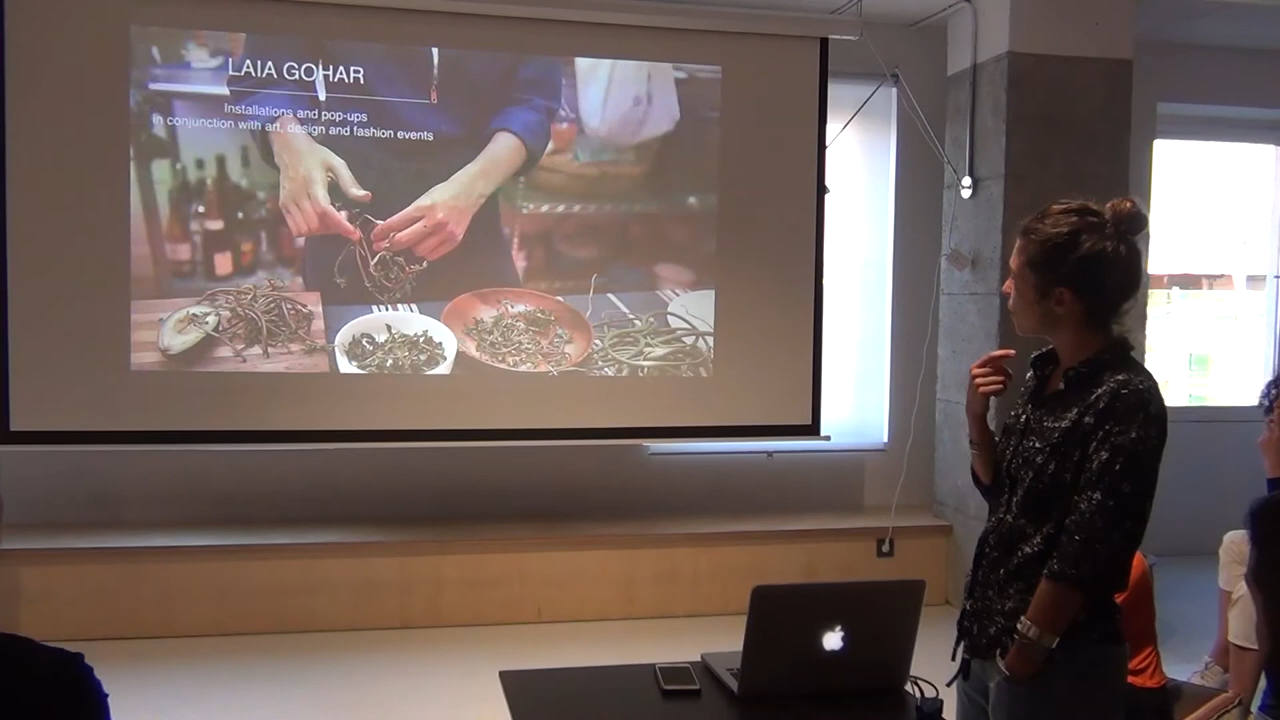 LAIA GOHAR
Installations and pop-ups
in conjunction with art, design and fashion events